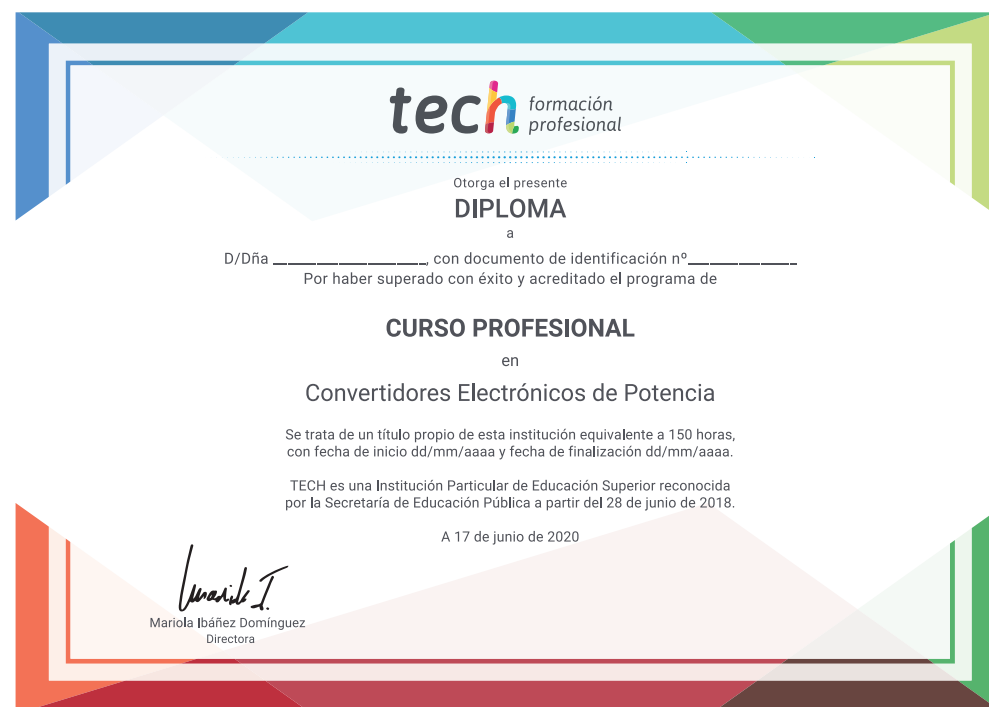 tech formación
profesional
Otorga el presente
DIPLOMA
a
D/Dña ____________________, con documento de identificación nº______________
Por haber superado con éxito y acreditado el programa de
CURSO PROFESIONAL
en
Convertidores Electrónicos de Potencia
Se trata de un título propio de esta institución equivalente a 150 horas,
con fecha de inicio dd/mm/aaaa y fecha de finalización dd/mm/aaaa.
TECH es una Institución Particular de Educación Superior reconocida
por la Secretaría de Educación Pública a partir del 28 de junio de 2018.
A 17 de junio de 2020
Mariola I.
Mariola Ibáñez Domínguez
Directora